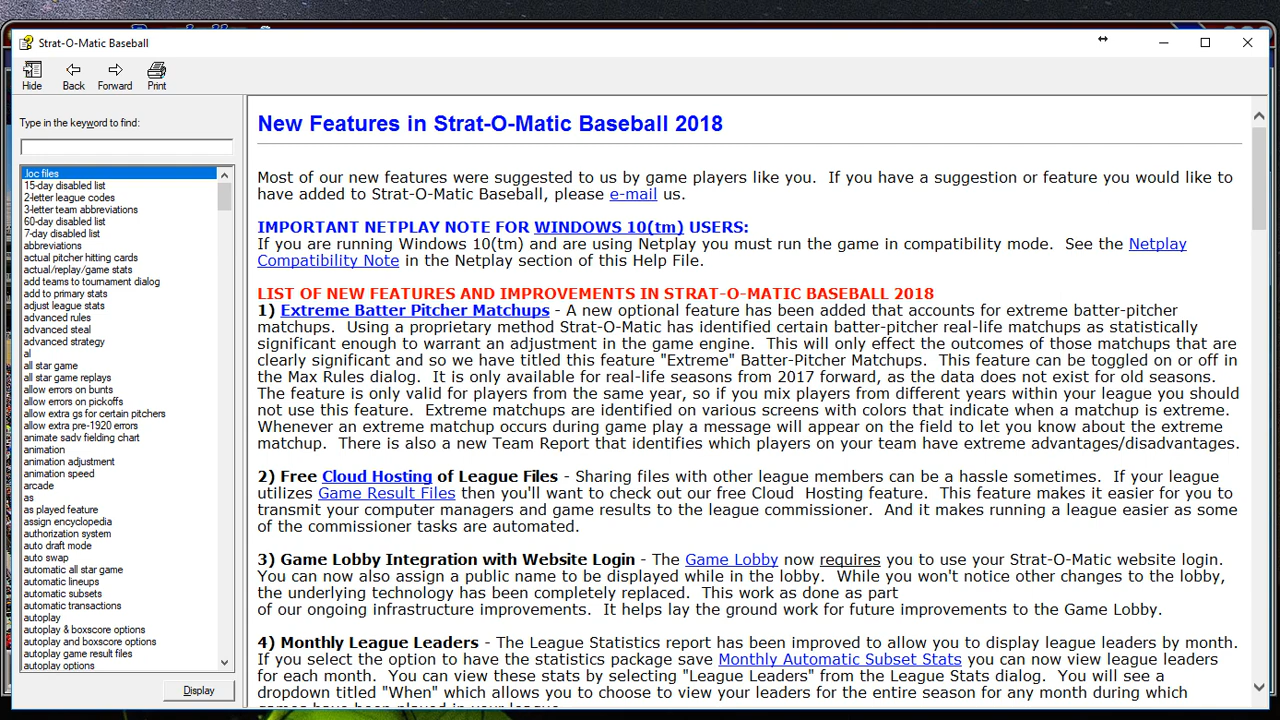 Strat-O-Matic Baseball
Hide Back Forward Print
Type in the keyword to find:
.loc files
15-day disabled list
2-letter league codes
3-letter team abbreviations
60-day disabled list
7-day disabled list
abbreviations
actual pitcher hitting cards
actual/replay/game stats
add teams to tournament dialog
add to primary stats
adjust league stats
advanced rules
advanced steal
advanced strategy
al
all star game
all star game replays
allow errors on bunts
allow errors on pickoffs
allow extra gs for certain pitchers
allow extra pre-1920 errors
animate sadv fielding chart
animation
animation adjustment
animation speed
arcade
as
as played feature
assign encyclopedia
authorization system
auto draft mode
auto swap
automatic all star game
automatic lineups
automatic subsets
automatic transactions
autoplay
autoplay & boxscore options
autoplay and boxscore options
autoplay game result files
autoplay options
Display
New Features in Strat-O-Matic Baseball 2018
Most of our new features were suggested to us by game players like you. If you have a suggestion or feature you would like to
have added to Strat-O-Matic Baseball, please e-mail us.
IMPORTANT NETPLAY NOTE FOR WINDOWS 10(tm) USERS:
If you are running Windows 10(tm) and are using Netplay you must run the game in compatibility mode. See the Netplay
Compatibility Note in the Netplay section of this Help File.
LIST OF NEW FEATURES AND IMPROVEMENTS IN STRAT-O-MATIC BASEBALL 2018
1) Extreme Batter Pitcher Matchups - A new optional feature has been added that accounts for extreme batter-pitcher
matchups. Using a proprietary method Strat-O-Matic has identified certain batter-pitcher real-life matchups as statistically
significant enough to warrant an adjustment in the game engine. This will only effect the outcomes of those matchups that are
clearly significant and so we have titled this feature "Extreme" Batter-Pitcher Matchups. This feature can be toggled on or off in
the Max Rules dialog. It is only available for real-life seasons from 2017 forward, as the data does not exist for old seasons.
The feature is only valid for players from the same year, so if you mix players from different years within your league you should
not use this feature. Extreme matchups are identified on various screens with colors that indicate when a matchup is extreme.
Whenever an extreme matchup occurs during game play a message will appear on the field to let you know about the extreme
matchup. There is also a new Team Report that identifies which players on your team have extreme advantages/disadvantages.
2) Free Cloud Hosting of League Files - Sharing files with other league members can be a hassle sometimes. If your league
utilizes Game Result Files then you'll want to check out our free Cloud Hosting feature. This feature makes it easier for you to
transmit your computer managers and game results to the league commissioner. And it makes running a league easier as some
of the commissioner tasks are automated.
3) Game Lobby Integration with Website Login - The Game Lobby now requires you to use your Strat-O-Matic website login.
You can now also assign a public name to be displayed while in the lobby. While you won't notice other changes to the lobby,
the underlying technology has been completely replaced. This work as done as part
of our ongoing infrastructure improvements. It helps lay the ground work for future improvements to the Game Lobby.
4) Monthly League Leaders - The League Statistics report has been improved to allow you to display league leaders by month.
If you select the option to have the statistics package save Monthly Automatic Subset Stats you can now view league leaders
for each month. You can view these stats by selecting "League Leaders" from the League Stats dialog. You will see a
dropdown titled "When" which allows you to choose to view your leaders for the entire season for any month during which
games have been played in your league.